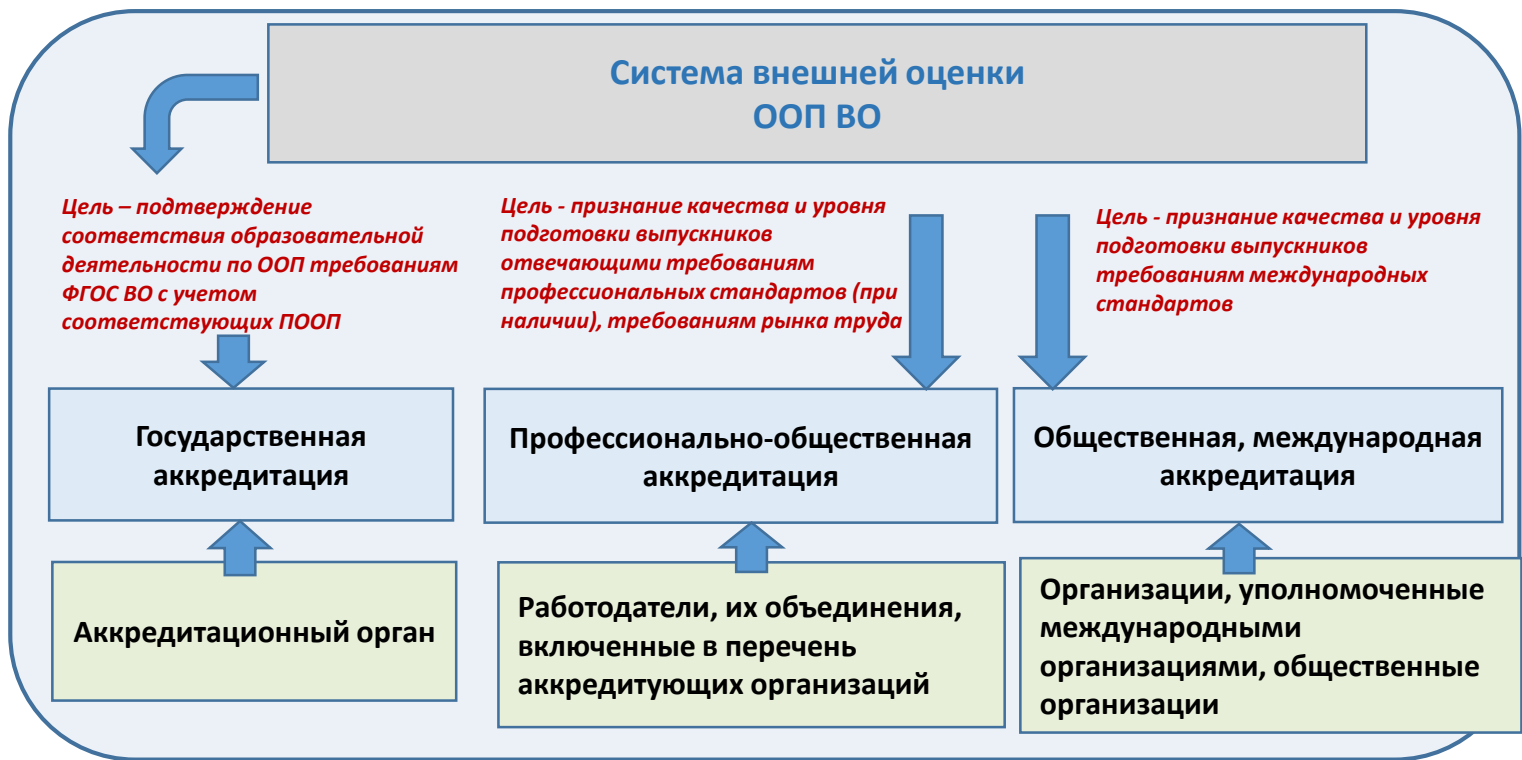 Система внешней оценки
ООП ВО
Цель – подтверждение
соответствия образовательной
деятельности по ООП требованиям
ФГОС ВО с учетом
соответствующих ПООП
Цель - признание качества и уровня
подготовки выпускников
отвечающими требованиям
профессиональных стандартов (при
наличии), требованиям рынка труда
Цель - признание качества и уровня
подготовки выпускников
требованиям международных
стандартов
Государственная
аккредитация
Профессионально-общественная
аккредитация
Общественная, международная
аккредитация
Аккредитационный орган
Работодатели, их объединения,
включенные в перечень
аккредитующих организаций
Организации, уполномоченные
международными
организациями, общественные
организации